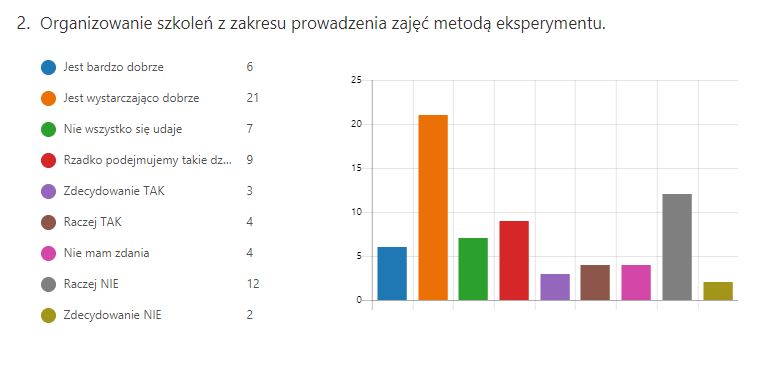 2. Organizowanie szkoleń z zakresu prowadzenia zajęć metodą eksperymentu.
Jest bardzo dobrze 6
Jest wystarczająco dobrze 21
Nie wszystko się udaje 7
Rzadko podejmujemy takie dz... 9
Zdecydowanie TAK 3
Raczej TAK 4
Nie mam zdania 4
Raczej NIE 12
Zdecydowanie NIE 2
25
20
15
10
5
0